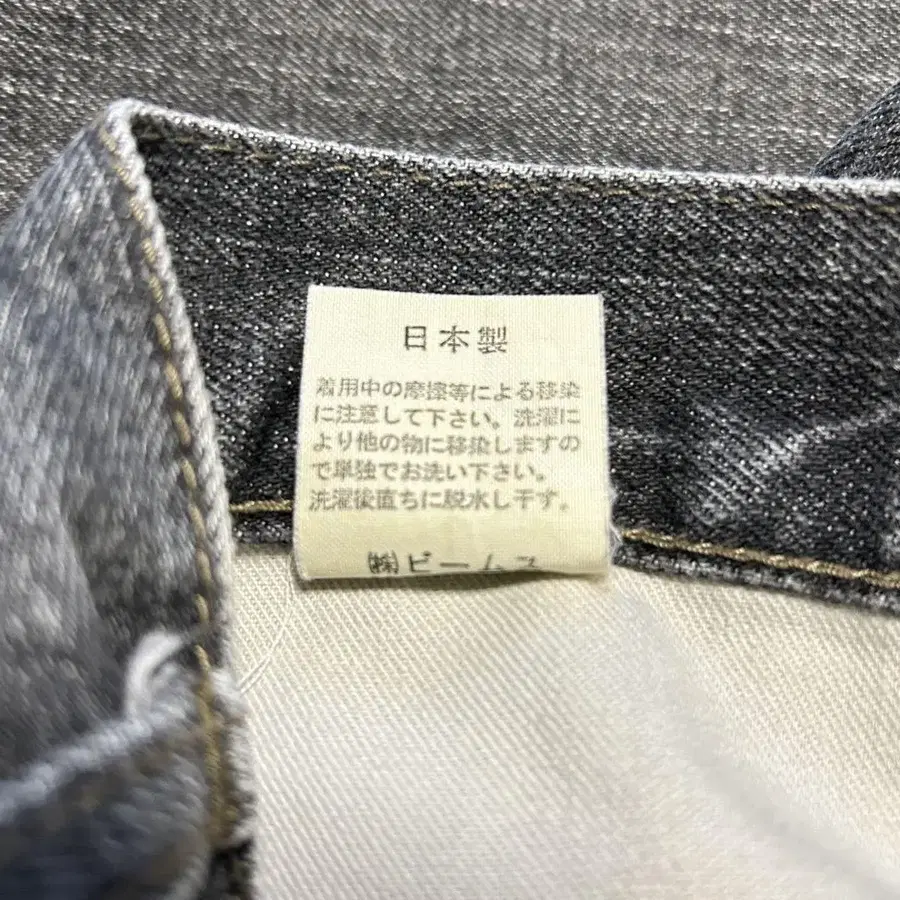 日本製
着用中の摩擦等による移染
に注意して下さい。洗濯に
より他の物に移染しますの
で単独でお洗い下さい。
洗濯後直ちに脱水し干す。
㈱ビームス